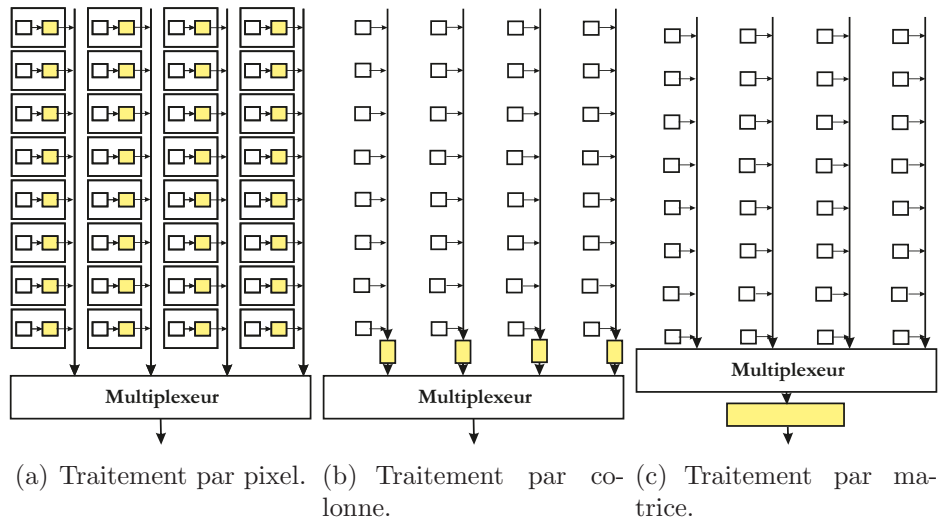 Multiplexeur
Multiplexeur
Multiplexeur
(a) Traitement par pixel.
(b) Traitement par co-
lonne.
(c) Traitement par ma-
trice.